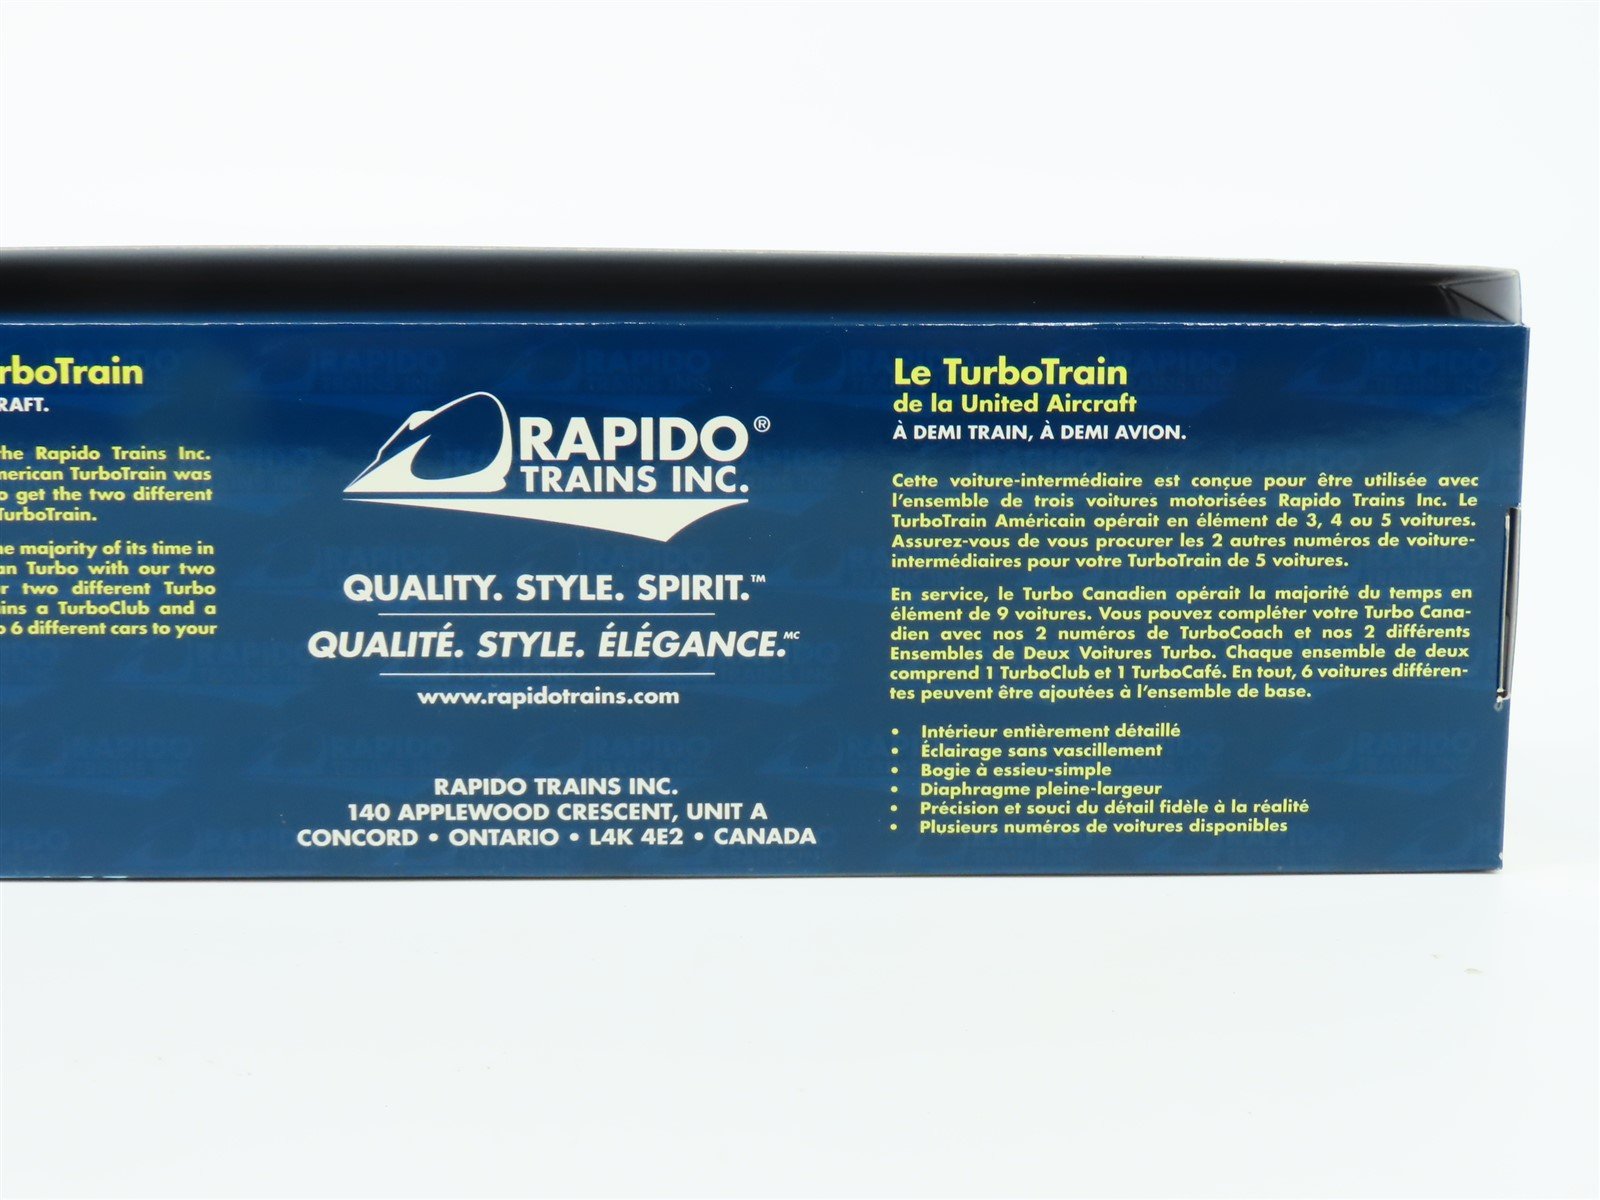 rboTrain
RAFT.
he Rapido Trains Inc.
erican TurboTrain was
o get the two different
TurboTrain.
he majority of its time in
an Turbo with our two
r two different Turbo
ins a TurboClub and a
o 6 different cars to your
RAPIDO®
TRAINS INC.
QUALITY. STYLE. SPIRIT.™
QUALITÉ. STYLE. ÉLÉGANCE.MC
www.rapidotrains.com
RAPIDO TRAINS INC.
140 APPLEWOOD CRESCENT, UNIT A
CONCORD • ONTARIO • L4K 4E2 • CANADA
Le TurboTrain
de la United Aircraft
À DEMI TRAIN, À DEMI AVION.
Cette voiture-intermédiaire est conçue pour être utilisée avec
l'ensemble de trois voitures motorisées Rapido Trains Inc. Le
TurboTrain Américain opérait en élément de 3, 4 ou 5 voitures.
Assurez-vous de vous procurer les 2 autres numéros de voiture-
intermédiaires pour votre TurboTrain de 5 voitures.
En service, le Turbo Canadien opérait la majorité du temps en
élément de 9 voitures. Vous pouvez compléter votre Turbo Cana-
dien avec nos 2 numéros de TurboCoach et nos 2 différents
Ensembles de Deux Voitures Turbo. Chaque ensemble de deux
comprend 1 TurboClub et 1 TurboCafé. En tout, 6 voitures différen-
tes peuvent être ajoutées à l'ensemble de base.
• Intérieur entièrement détaillé
• Éclairage sans vascillement
• Bogie à essieu-simple
• Diaphragme pleine-largeur
• Précision et souci du détail fidèle à la réalité
• Plusieurs numéros de voitures disponibles